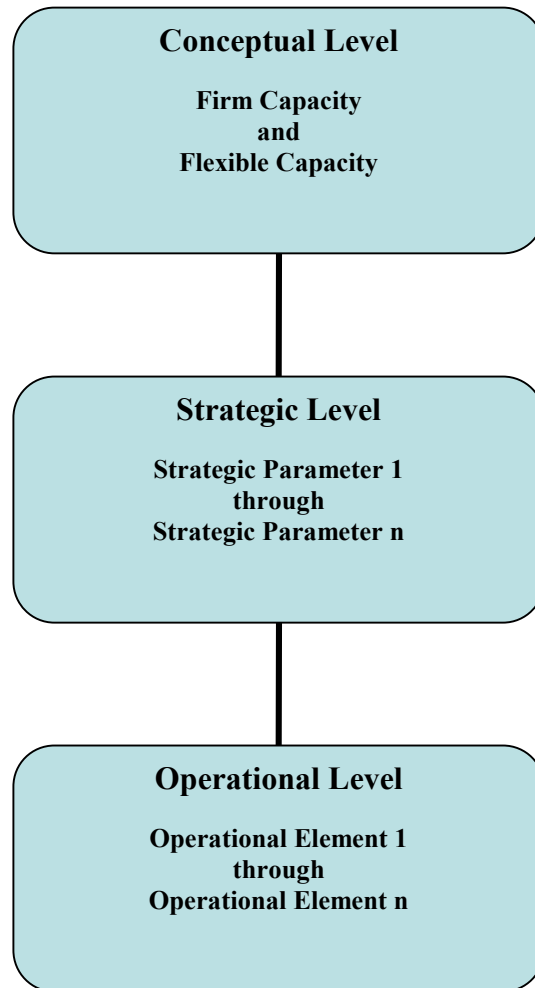 Conceptual Level
Firm Capacity
and
Flexible Capacity
Strategic Level
Strategic Parameter 1
through
Strategic Parameter n
Operational Level
Operational Element 1
through
Operational Element n